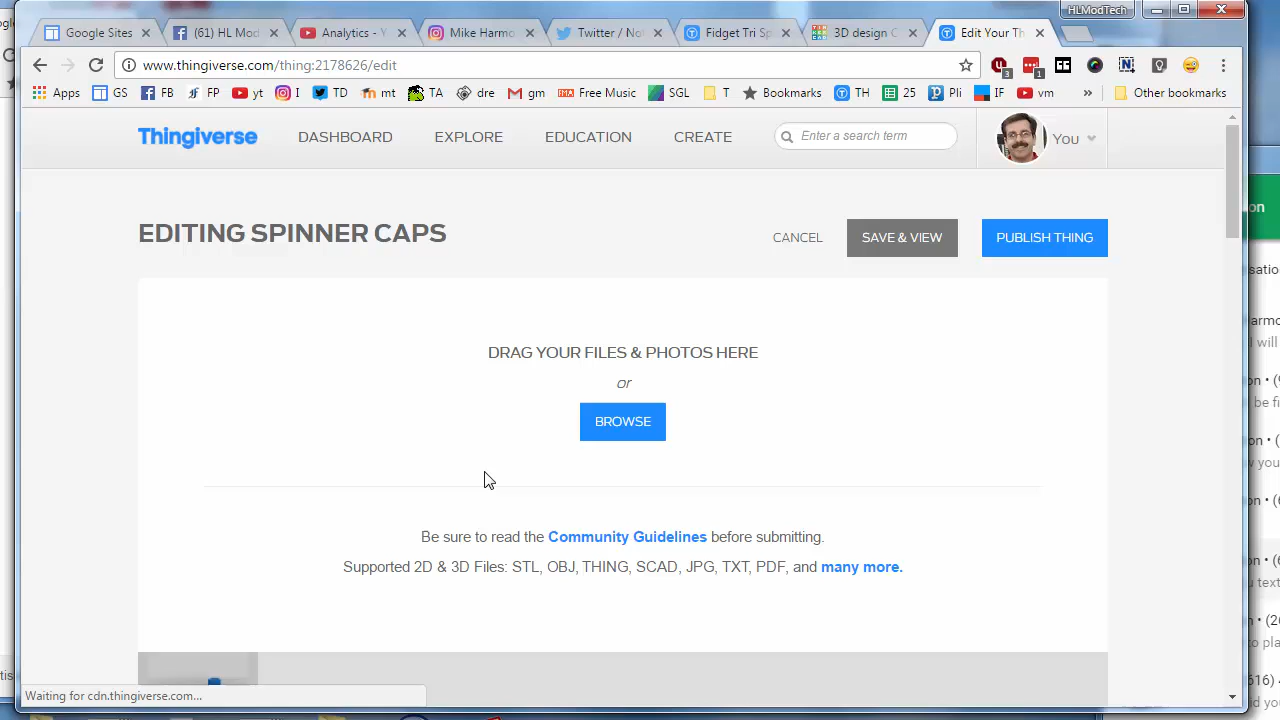 HLModTech
Google Sites
(61) HL Mod
Analytics - Y
Mike Harmo
Twitter / No
Fidget Tri Sp
3D design C
Edit Your Th
www.thingiverse.com/thing:2178626/edit
3
1
Apps
GS
FB
FP
yt
I
TD
mt
TA
dre
gm
Free Music
SGL
T
Bookmarks
TH
25
Pli
IF
vm
»
Other bookmarks
Thingiverse
DASHBOARD
EXPLORE
EDUCATION
CREATE
Enter a search term
You
EDITING SPINNER CAPS
CANCEL
SAVE & VIEW
PUBLISH THING
DRAG YOUR FILES & PHOTOS HERE
or
BROWSE
Be sure to read the Community Guidelines before submitting.
Supported 2D & 3D Files: STL, OBJ, THING, SCAD, JPG, TXT, PDF, and many more.
Waiting for cdn.thingiverse.com...